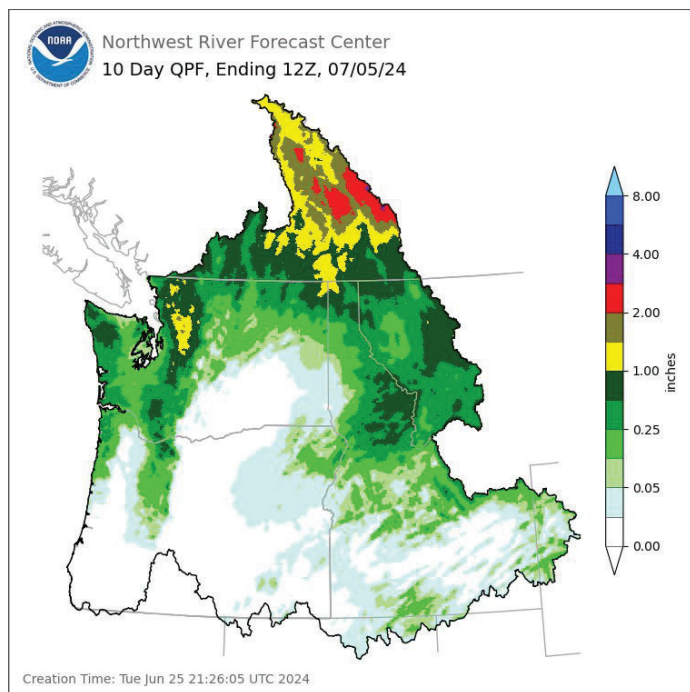 NOAA
Northwest River Forecast Center
10 Day QPF, Ending 12Z, 07/05/24
8.00
4.00
2.00
1.00
0.25
0.05
0.00
inches
Creation Time: Tue Jun 25 21:26:05 UTC 2024